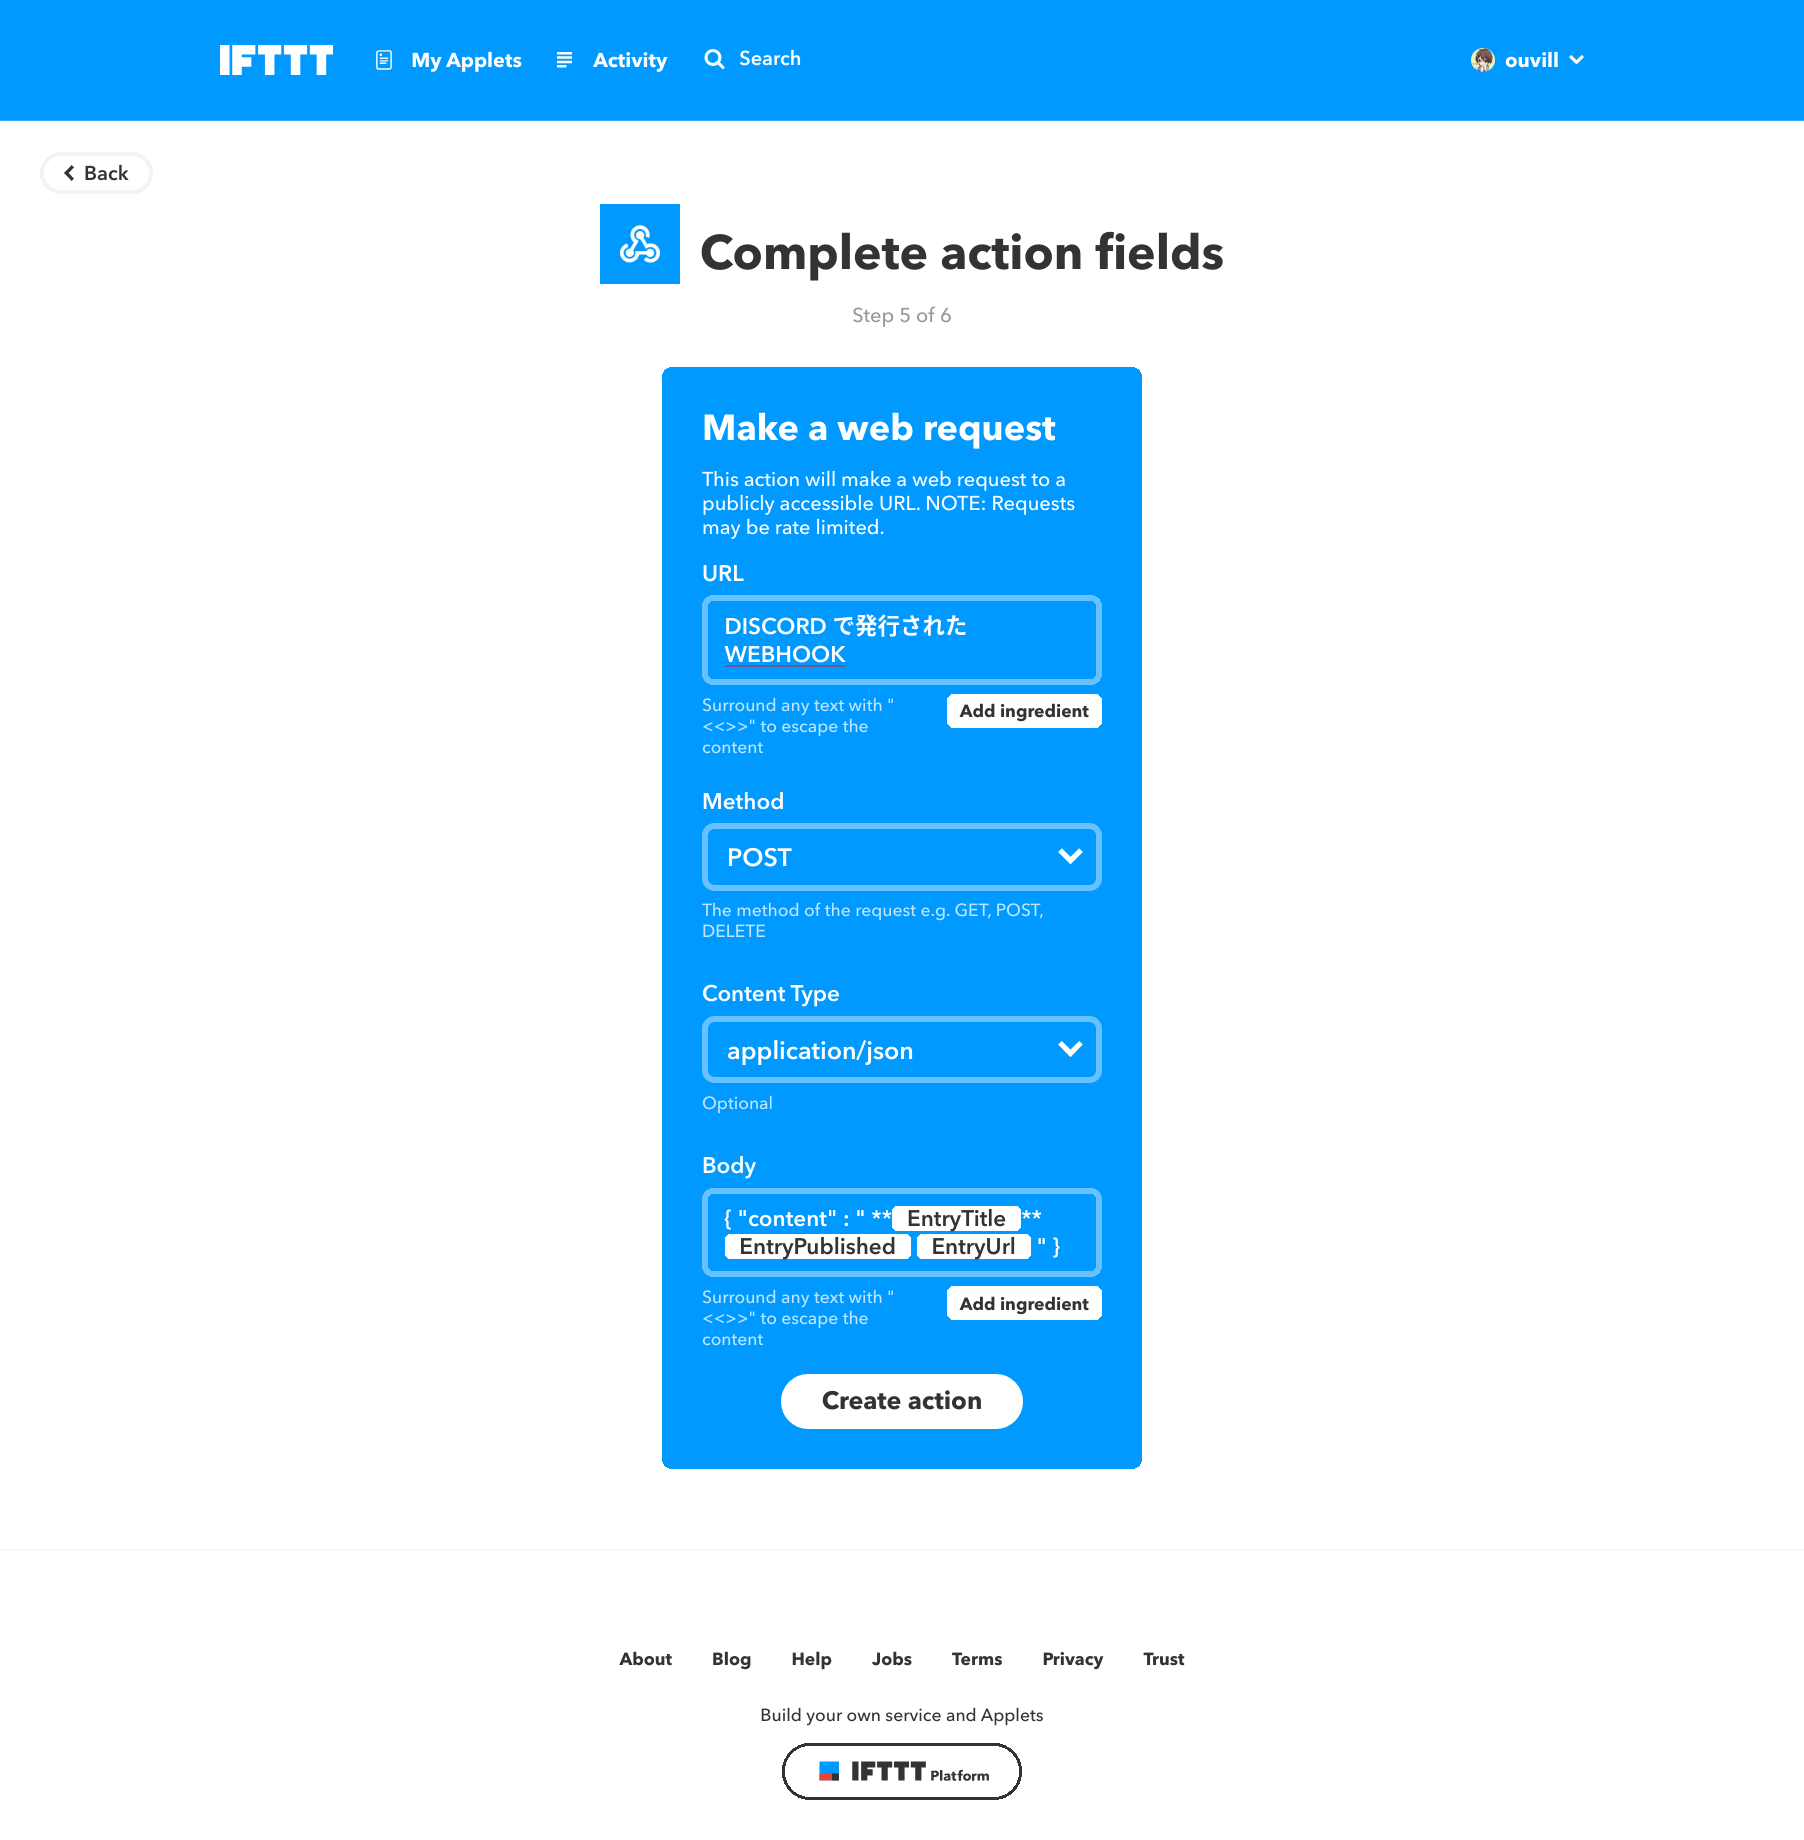 IFTTT My Applets Activity Search ouvill
Back
Complete action fields
Step 5 of 6
Make a web request
This action will make a web request to a
publicly accessible URL. NOTE: Requests
may be rate limited.
URL
DISCORD で発行された
WEBHOOK
Surround any text with "
<<>>" to escape the
content
Add ingredient
Method
POST
The method of the request e.g. GET, POST,
DELETE
Content Type
application/json
Optional
Body
{ "content" : " **EntryTitle**
EntryPublished EntryUrl " }
Surround any text with "
<<>>" to escape the
content
Add ingredient
Create action
About Blog Help Jobs Terms Privacy Trust
Build your own service and Applets
IFTTT Platform